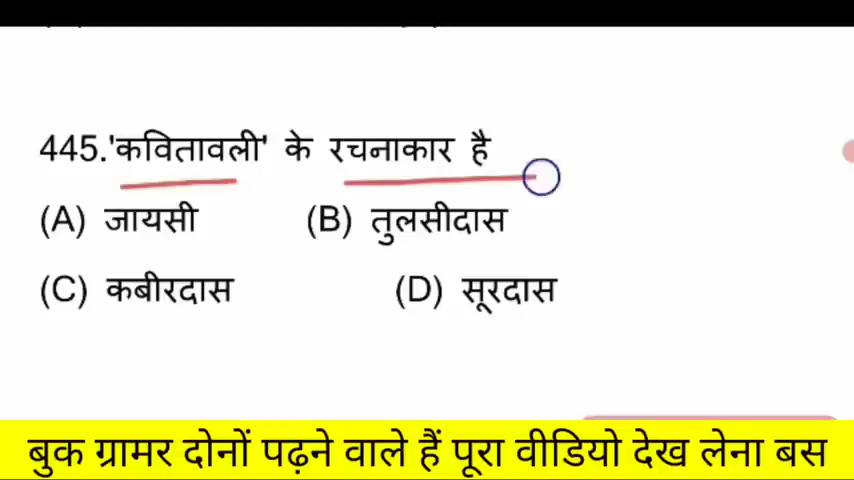 445.'कवितावली' के रचनाकार है
(A) जायसी (B) तुलसीदास
(C) कबीरदास (D) सूरदास
बुक ग्रामर दोनों पढ़ने वाले हैं पूरा वीडियो देख लेना बस